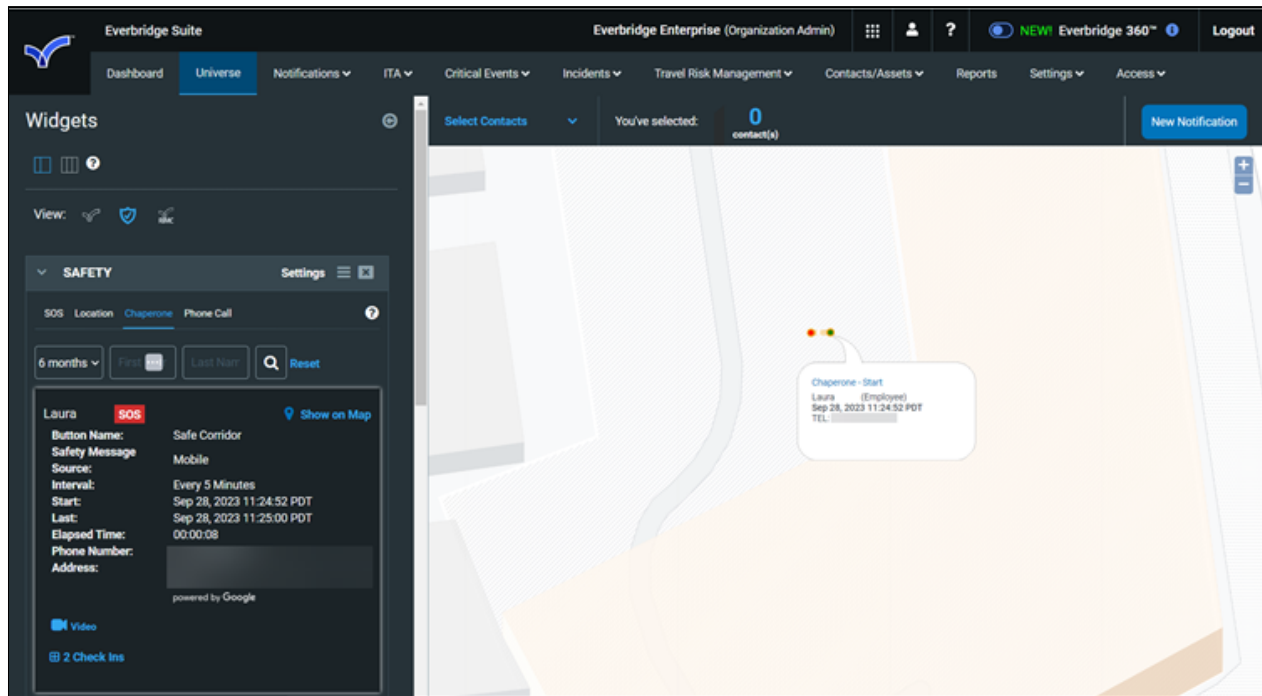 Everbridge Suite
Everbridge Enterprise (Organization Admin)
?
NEW! Everbridge 360™
Logout
Dashboard
Universe
Notifications
ITA
Critical Events
Incidents
Travel Risk Management
Contacts/Assets
Reports
Settings
Access
Widgets
Select Contacts
You've selected:
0
contact(s)
New Notification
?
+
−
View:
SAFETY
Settings
SOS Location Chaperone Phone Call
?
6 months
First
Last Nam
Reset
Laura SOS Show on Map
Button Name: Safe Corridor
Safety Message
Source:
Mobile
Interval: Every 5 Minutes
Start: Sep 28, 2023 11:24:52 PDT
Last: Sep 28, 2023 11:25:00 PDT
Elapsed Time: 00:00:08
Phone Number:
Address:
powered by Google
Video
2 Check Ins
Chaperone - Start
Laura (Employee)
Sep 28, 2023 11:24:52 PDT
TEL: